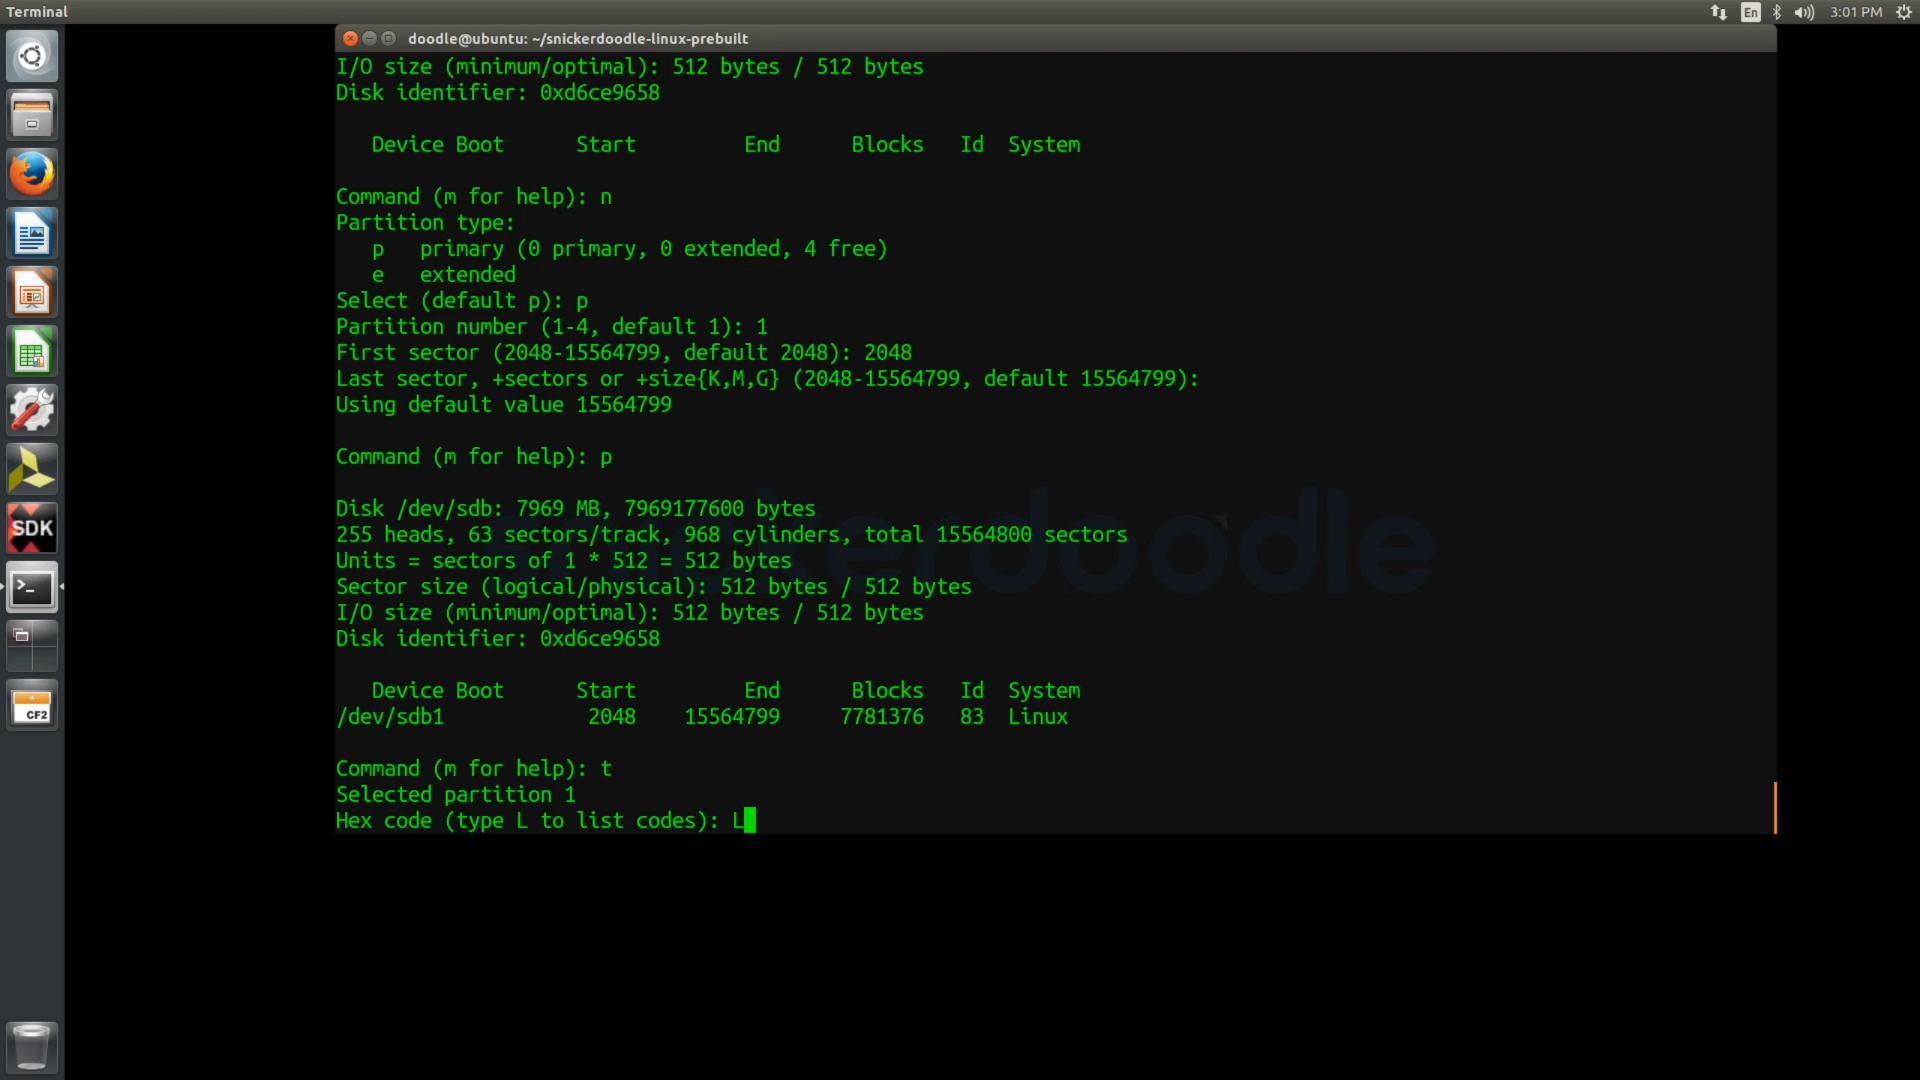 Terminal
En
3:01 PM
doodle@ubuntu: ~/snickerdoodle-linux-prebuilt
I/O size (minimum/optimal): 512 bytes / 512 bytes
Disk identifier: 0xd6ce9658
Device Boot Start End Blocks Id System
Command (m for help): n
Partition type:
p primary (0 primary, 0 extended, 4 free)
e extended
Select (default p): p
Partition number (1-4, default 1): 1
First sector (2048-15564799, default 2048): 2048
Last sector, +sectors or +size{K,M,G} (2048-15564799, default 15564799):
Using default value 15564799
Command (m for help): p
Disk /dev/sdb: 7969 MB, 7969177600 bytes
255 heads, 63 sectors/track, 968 cylinders, total 15564800 sectors
Units = sectors of 1 * 512 = 512 bytes
Sector size (logical/physical): 512 bytes / 512 bytes
I/O size (minimum/optimal): 512 bytes / 512 bytes
Disk identifier: 0xd6ce9658
Device Boot Start End Blocks Id System
/dev/sdb1 2048 15564799 7781376 83 Linux
Command (m for help): t
Selected partition 1
Hex code (type L to list codes): L
snickerdoodle
SDK
>_
CF2